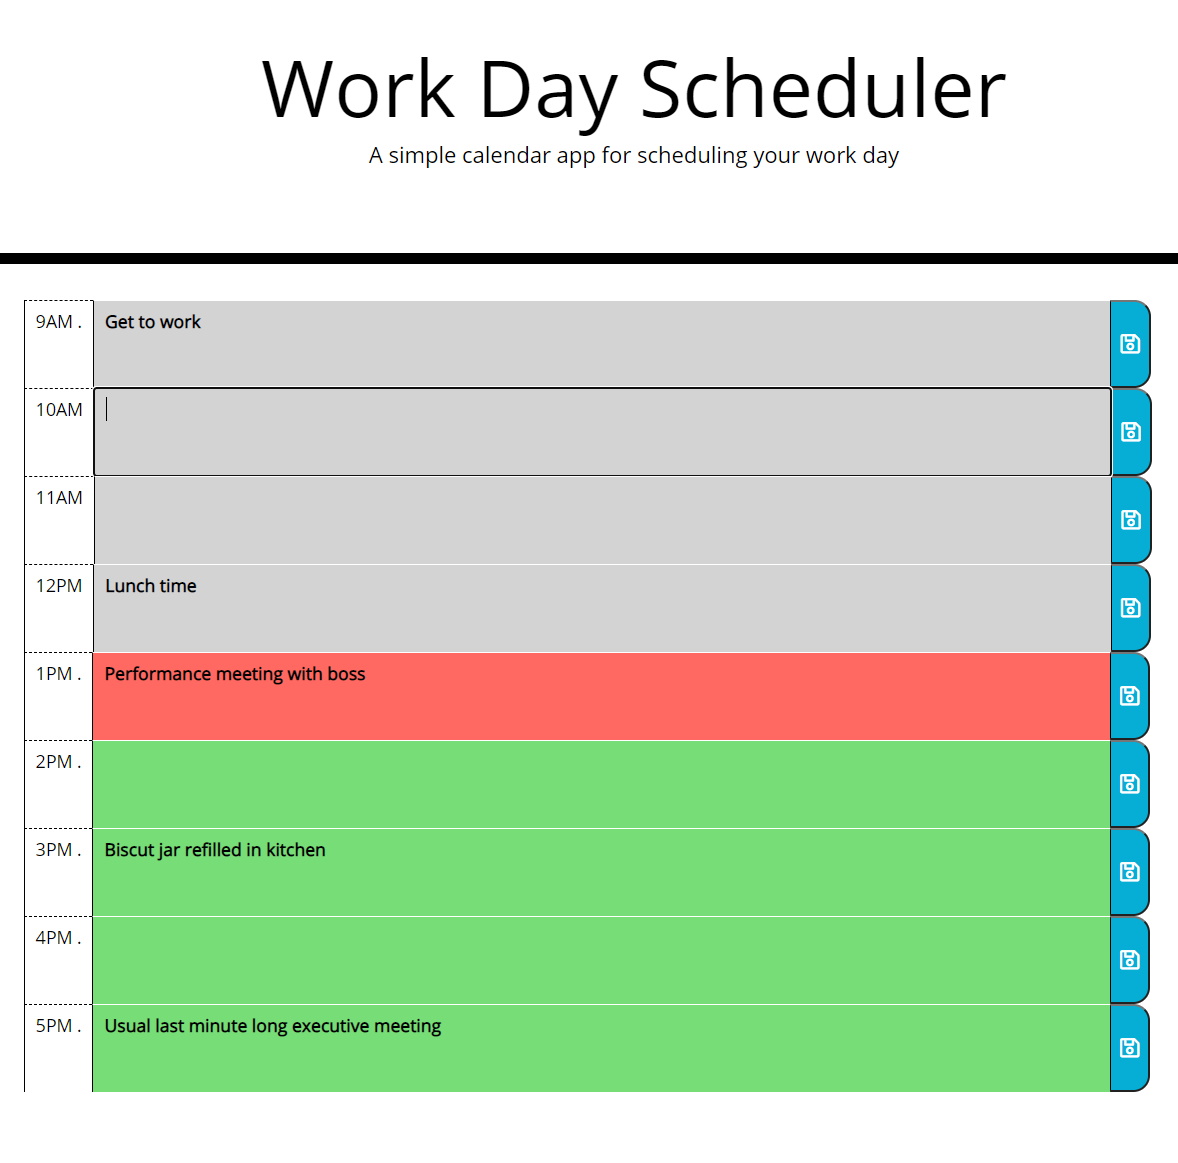 Work Day Scheduler
A simple calendar app for scheduling your work day
9AM . Get to work
10AM
11AM
12PM Lunch time
1PM . Performance meeting with boss
2PM .
3PM . Biscut jar refilled in kitchen
4PM .
5PM . Usual last minute long executive meeting